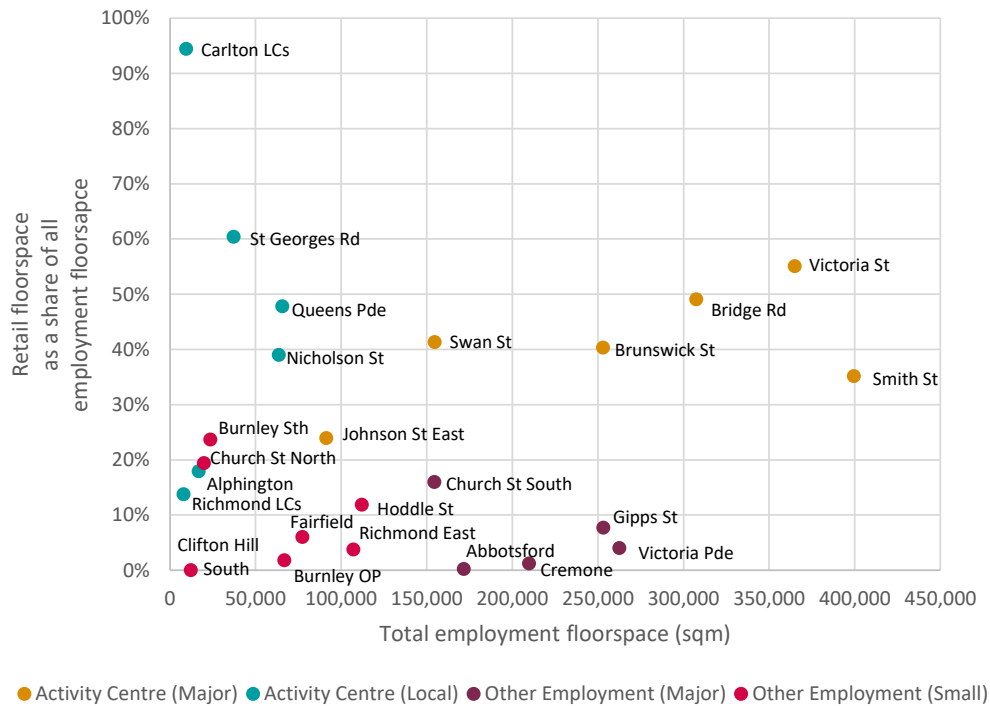 100%
90%
80%
70%
60%
50%
40%
30%
20%
10%
0%
Retail floorspace
as a share of all
employment floorsapce
Carlton LCs
St Georges Rd
Victoria St
Queens Pde
Bridge Rd
Swan St
Brunswick St
Nicholson St
Smith St
Burnley Sth
Johnson St East
Church St North
Alphington
Church St South
Richmond LCs
Hoddle St
Fairfield
Gipps St
Richmond East
Clifton Hill
South
Abbotsford
Victoria Pde
Burnley OP
Cremone
0
50,000
100,000
150,000
200,000
250,000
300,000
350,000
400,000
450,000
Total employment floorspace (sqm)
Activity Centre (Major)
Activity Centre (Local)
Other Employment (Major)
Other Employment (Small)